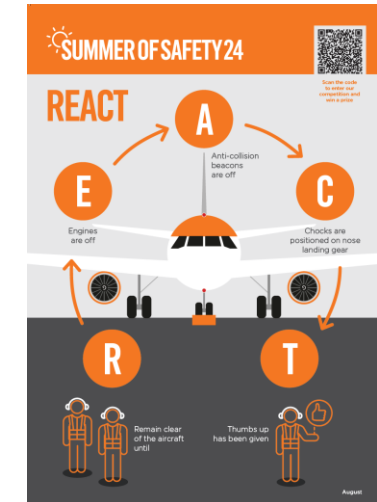 SUMMER OF SAFETY 24
Scan the code
to enter our
competition and
win a prize
REACT
A
Anti-collision
beacons
are off
E
Engines
are off
C
Chocks are
positioned on nose
landing gear
R
Remain clear
of the aircraft
until
T
Thumbs up
has been given
August